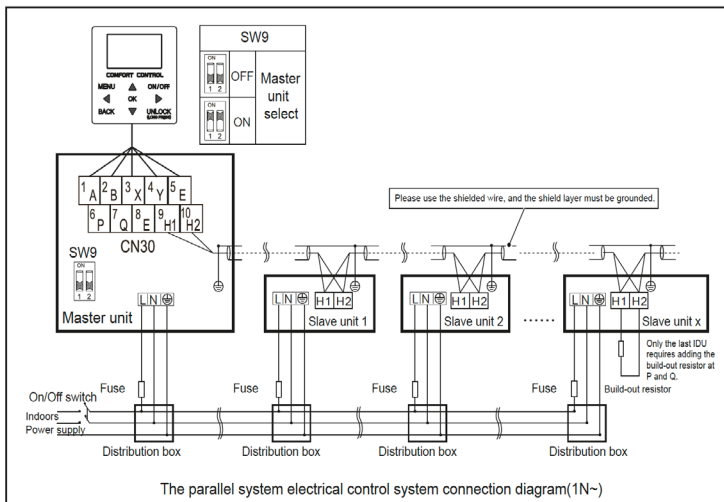 SW9
ON
1 2
OFF
ON
1 2
ON
Master
unit
select
COMFORT CONTROL
MENU
ON/OFF
OK
BACK
UNLOCK
(LONG PRESS)
1 A
2 B
3 X
4 Y
5 E
6 P
7 Q
8 E
9 H1
10 H2
CN30
SW9
ON
1 2
Master unit
L N
Please use the shielded wire, and the shield layer must be grounded.
L N
H1 H2
Slave unit 1
L N
H1 H2
Slave unit 2
......
L N
H1 H2
Slave unit x
Only the last IDU
requires adding the
build-out resistor at
P and Q.
Build-out resistor
Fuse
Fuse
Fuse
Fuse
On/Off switch
Indoors
Power supply
Distribution box
Distribution box
Distribution box
Distribution box
The parallel system electrical control system connection diagram(1N~)